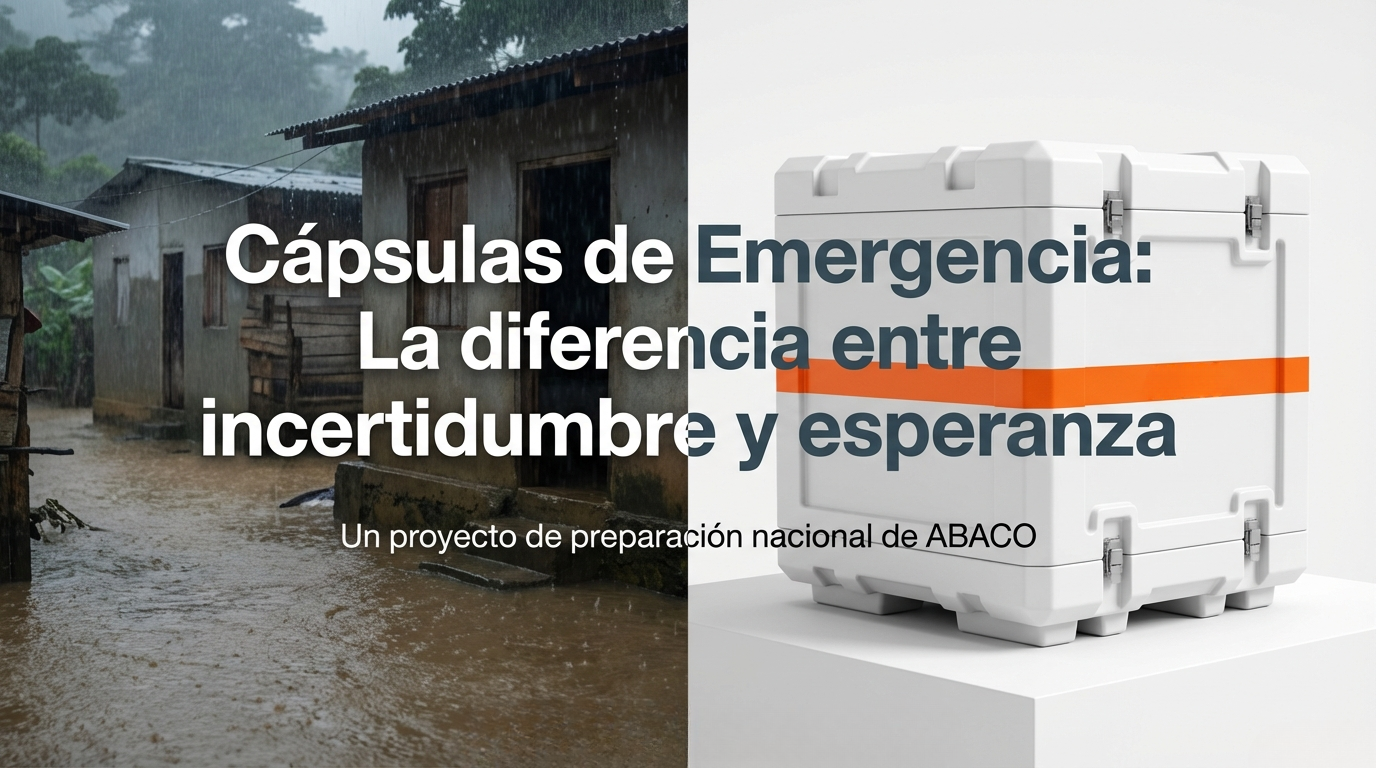 Cápsulas de Emergencia:
La diferencia entre
incertidumbre y esperanza
Un proyecto de preparación nacional de ABACO